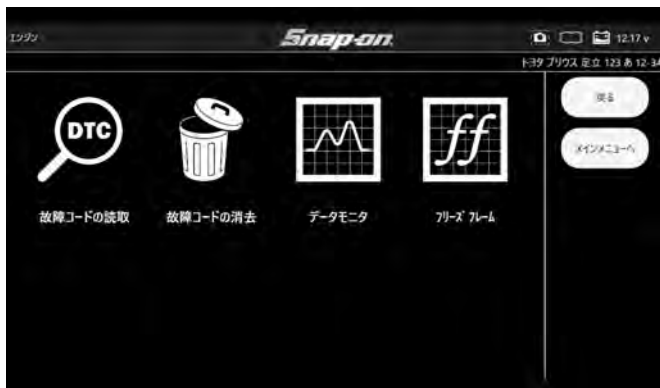 エンジン
Snap-on
12.17 v
トヨタ プリウス 足立 123 あ 12-34
DTC
ff
故障コードの読取
故障コードの消去
データモニタ
フリーズ フレーム
戻る
メインメニューへ